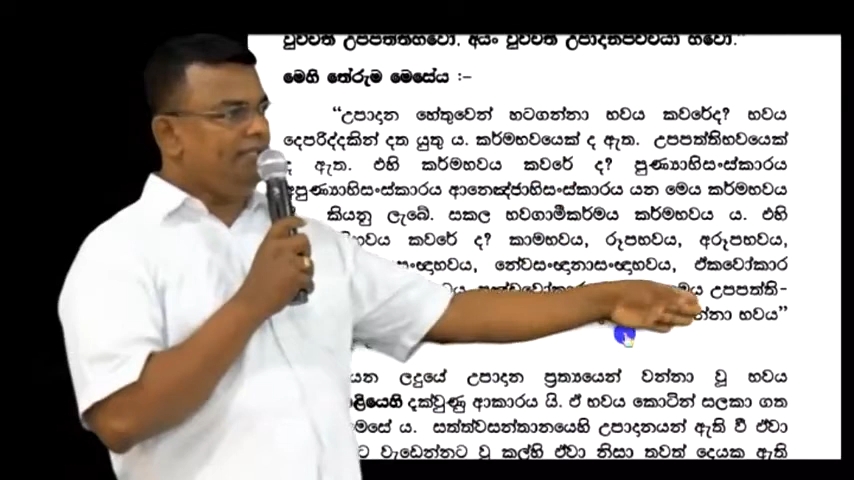 වුච්චති උපපත්තිභවො, අයං වුච්චති උපාදානපච්චයා භවො."
මෙහි තේරුම මෙසේය :–
"උපාදාන හේතුවෙන් හටගන්නා භවය කවරේද? භවය
දෙපරිද්දකින් දත යුතු ය. කර්මභවයෙක් ද ඇත. උපපත්තිභවයෙක්
ද ඇත. එහි කර්මභවය කවරේ ද? පුණ්‍යාභිසංස්කාරය
අපුණ්‍යාභිසංස්කාරය ආනෙඤ්ජාභිසංස්කාරය යන මෙය කර්මභවය
කියනු ලැබේ. සකල භවගාමීකර්මය කර්මභවය ය. එහි
කවරේ ද? කාමභවය, රූපභවය, අරූපභවය,
නේවසංඥානාසංඥාභවය, ඒකවෝකාර
උපපත්ති–
භවය"
යන ලදුයේ උපාදාන ප්‍රත්‍යයෙන් වන්නා වූ භවය
දක්වුණු ආකාරය යි. ඒ භවය කොටින් සලකා ගත
ය. සත්ත්වසන්තානයෙහි උපාදානයන් ඇති වී ඒවා
වැඩෙන්නට වූ කල්හි ඒවා නිසා තවත් දෙයක ඇති